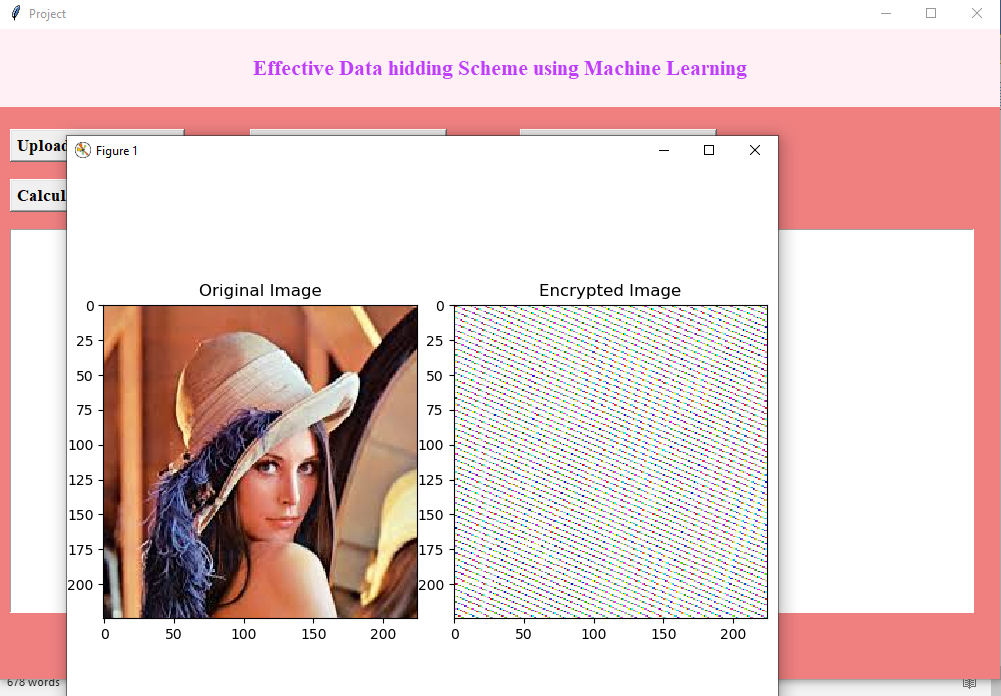 Project
Effective Data hidding Scheme using Machine Learning
Upload
Calcul
Figure 1
Original Image
Encrypted Image
0
25
50
75
100
125
150
175
200
0 50 100 150 200
0
25
50
75
100
125
150
175
200
0 50 100 150 200
678 words